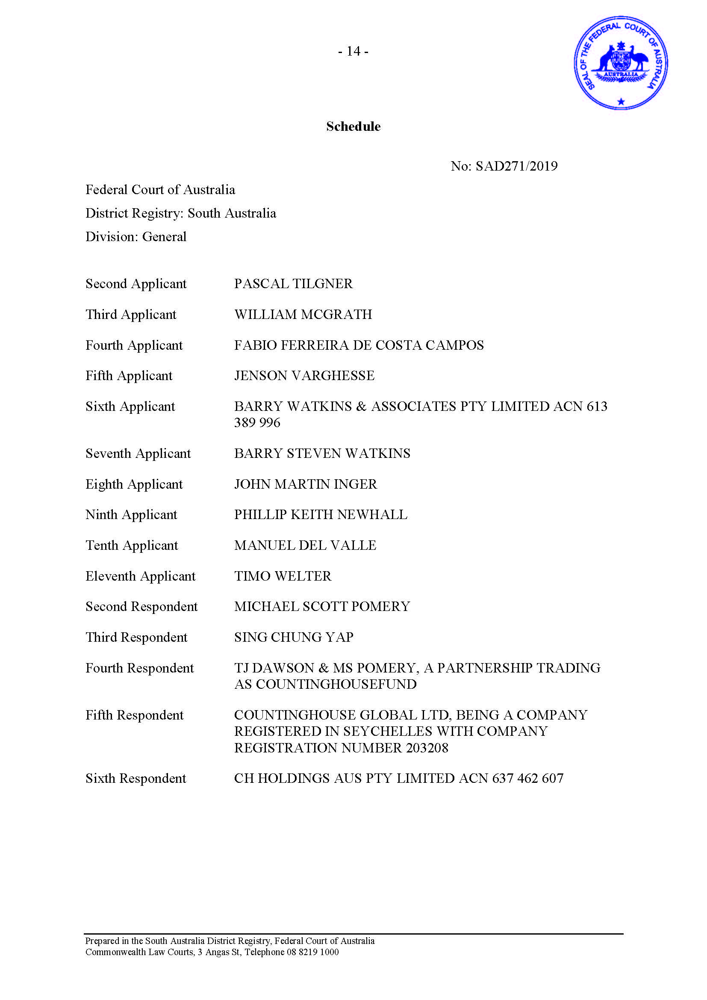 - 14 -
SEAL OF THE FEDERAL COURT OF AUSTRALIA
AUSTRALIA
Schedule
No: SAD271/2019
Federal Court of Australia
District Registry: South Australia
Division: General
Second Applicant PASCAL TILGNER
Third Applicant WILLIAM MCGRATH
Fourth Applicant FABIO FERREIRA DE COSTA CAMPOS
Fifth Applicant JENSON VARGHESSE
Sixth Applicant BARRY WATKINS & ASSOCIATES PTY LIMITED ACN 613
389 996
Seventh Applicant BARRY STEVEN WATKINS
Eighth Applicant JOHN MARTIN INGER
Ninth Applicant PHILLIP KEITH NEWHALL
Tenth Applicant MANUEL DEL VALLE
Eleventh Applicant TIMO WELTER
Second Respondent MICHAEL SCOTT POMERY
Third Respondent SING CHUNG YAP
Fourth Respondent TJ DAWSON & MS POMERY, A PARTNERSHIP TRADING
AS COUNTINGHOUSEFUND
Fifth Respondent COUNTINGHOUSE GLOBAL LTD, BEING A COMPANY
REGISTERED IN SEYCHELLES WITH COMPANY
REGISTRATION NUMBER 203208
Sixth Respondent CH HOLDINGS AUS PTY LIMITED ACN 637 462 607
Prepared in the South Australia District Registry, Federal Court of Australia
Commonwealth Law Courts, 3 Angas St, Telephone 08 8219 1000